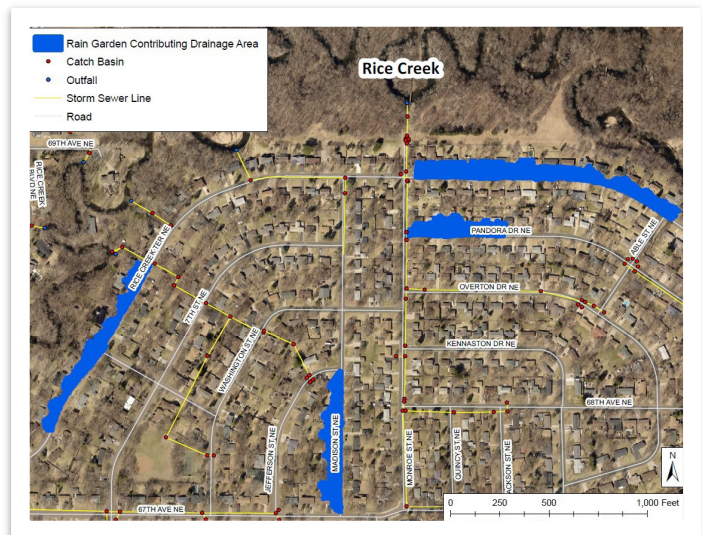 Rain Garden Contributing Drainage Area
Catch Basin
Outfall
Storm Sewer Line
Road
Rice Creek
69TH AVE NE
RICE CREEK
BLVD NE
RICE CREEK TER NE
ABLE ST NE
PANDORA DR NE
7TH ST NE
OVERTON DR NE
WASHINGTON ST NE
KENNASTON DR NE
JEFFERSON ST NE
MADISON ST NE
MONROE ST NE
QUINCY ST NE
JACKSON ST NE
68TH AVE NE
67TH AVE NE
N
0 250 500 1,000 Feet